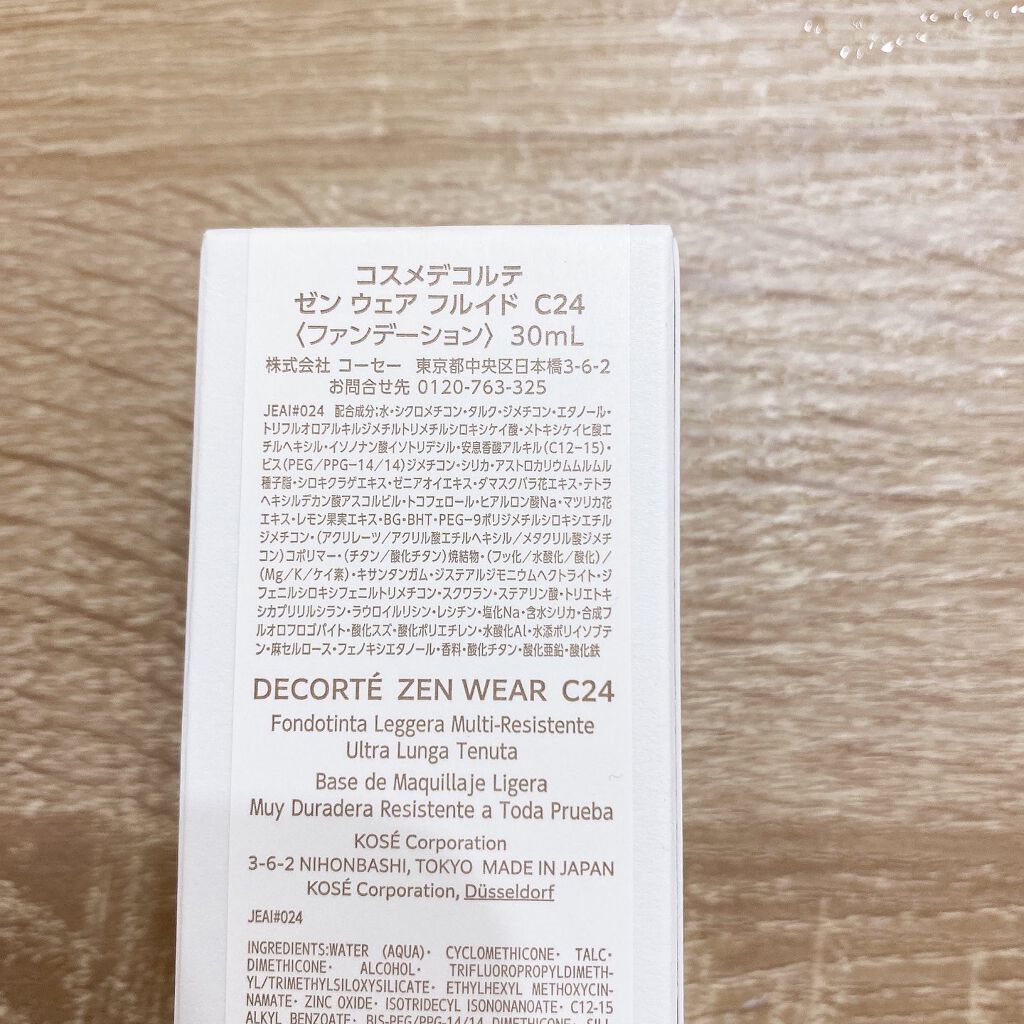 コスメデコルテ
ゼン ウェア フルイド C24
〈ファンデーション〉 30mL
株式会社 コーセー 東京都中央区日本橋3-6-2
お問合せ先 0120-763-325
JEAI#024 配合成分:水・シクロメチコン・タルク・ジメチコン・エタノール・
トリフルオロアルキルジメチルトリメチルシロキシケイ酸・メトキシケイヒ酸エ
チルヘキシル・イソノナン酸イソトリデシル・安息香酸アルキル(C12-15)・
ビス(PEG/PPG-14/14)ジメチコン・シリカ・アストロカリウムムルムル
種子脂・シロキクラゲエキス・ゼニアオイエキス・ダマスクバラ花エキス・テトラ
ヘキシルデカン酸アスコルビル・トコフェロール・ヒアルロン酸Na・マツリカ花
エキス・レモン果実エキス・BG・BHT・PEG-9ポリジメチルシロキシエチル
ジメチコン・(アクリレーツ/アクリル酸エチルヘキシル/メタクリル酸ジメチ
コン)コポリマー・(チタン/酸化チタン)焼結物・(フッ化/水酸化/酸化)/
(Mg/K/ケイ素)・キサンタンガム・ジステアルジモニウムヘクトライト・ジ
フェニルシロキシフェニルトリメチコン・スクワラン・ステアリン酸・トリエトキ
シカプリリルシラン・ラウロイルリシン・レシチン・塩化Na・含水シリカ・合成フ
ルオロフロゴパイト・酸化スズ・酸化ポリエチレン・水酸化Al・水添ポリイソブテ
ン・麻セルロース・フェノキシエタノール・香料・酸化チタン・酸化亜鉛・酸化鉄
DECORTÉ ZEN WEAR C24
Fondotinta Leggera Multi-Resistente
Ultra Lunga Tenuta
Base de Maquillaje Ligera
Muy Duradera Resistente a Toda Prueba
KOSÉ Corporation
3-6-2 NIHONBASHI, TOKYO MADE IN JAPAN
KOSÉ Corporation, Düsseldorf
JEAI#024
INGREDIENTS:WATER (AQUA)・ CYCLOMETHICONE・ TALC・
DIMETHICONE・ ALCOHOL・ TRIFLUOROPROPYLDIMETH-
YL/TRIMETHYLSILOXYSILICATE・ ETHYLHEXYL METHOXYCIN-
NAMATE・ ZINC OXIDE・ ISOTRIDECYL ISONONANOATE・ C12-15
ALKYL BENZOATE・ BIS-PEG/PPG-14/14 DIMETHICONE・ SILI